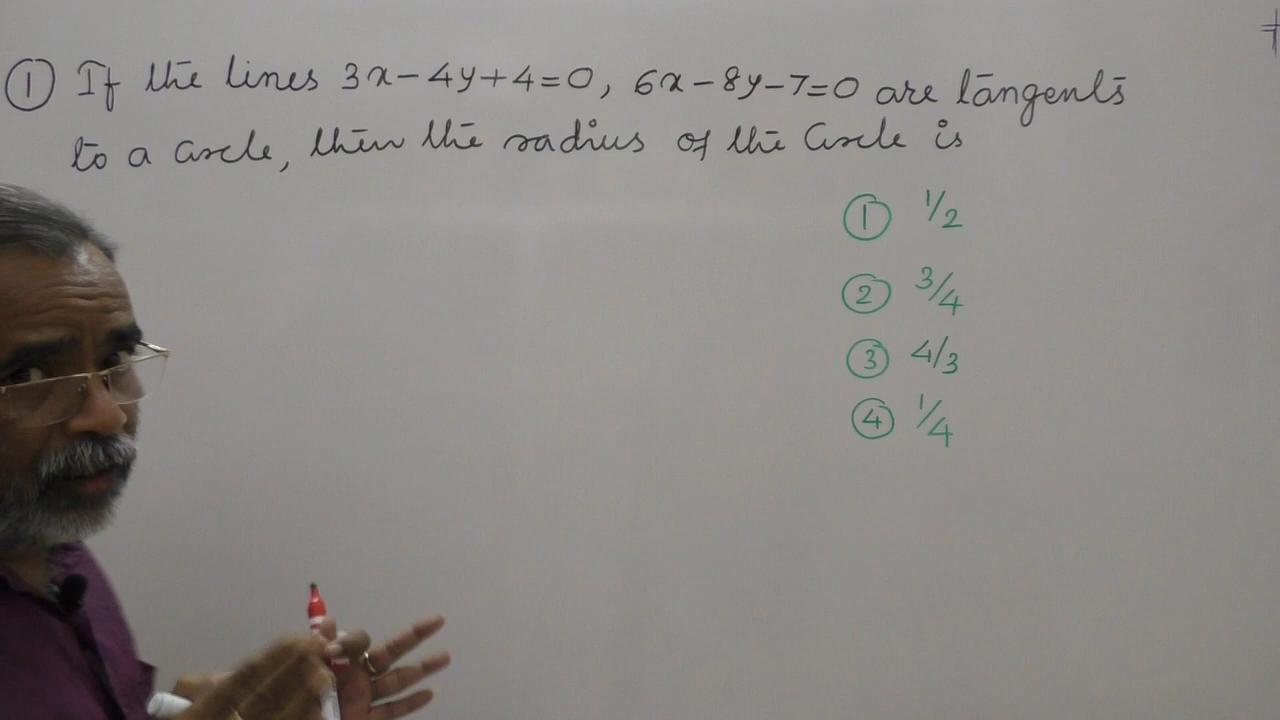 ① If the lines 3x-4y+4=0, 6x-8y-7=0 are tangents
to a circle, then the radius of the Circle is
① 1/2
② 3/4
③ 4/3
④ 1/4